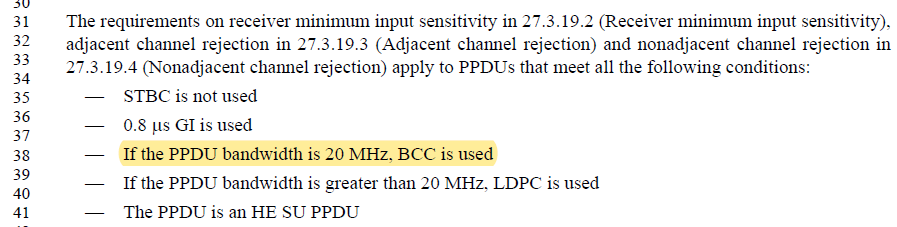 30
31 The requirements on receiver minimum input sensitivity in 27.3.19.2 (Receiver minimum input sensitivity),
32 adjacent channel rejection in 27.3.19.3 (Adjacent channel rejection) and nonadjacent channel rejection in
33 27.3.19.4 (Nonadjacent channel rejection) apply to PPDUs that meet all the following conditions:
34
35 — STBC is not used
36
37 — 0.8 μs GI is used
38 — If the PPDU bandwidth is 20 MHz, BCC is used
39
40 — If the PPDU bandwidth is greater than 20 MHz, LDPC is used
41 — The PPDU is an HE SU PPDU